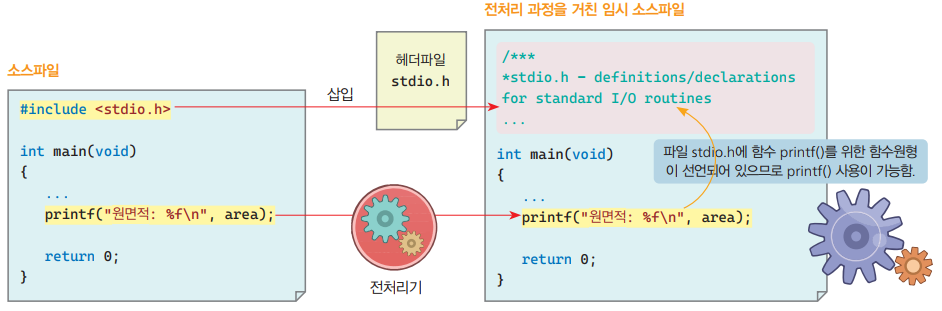 소스파일
#include <stdio.h>
int main(void)
{
...
printf("원면적: %f\n", area);
return 0;
}
삽입
헤더파일
stdio.h
전처리기
전처리 과정을 거친 임시 소스파일
/***
*stdio.h - definitions/declarations
for standard I/O routines
...
int main(void)
{
...
printf("원면적: %f\n", area);
return 0;
}
파일 stdio.h에 함수 printf()를 위한 함수원형
이 선언되어 있으므로 printf() 사용이 가능함.